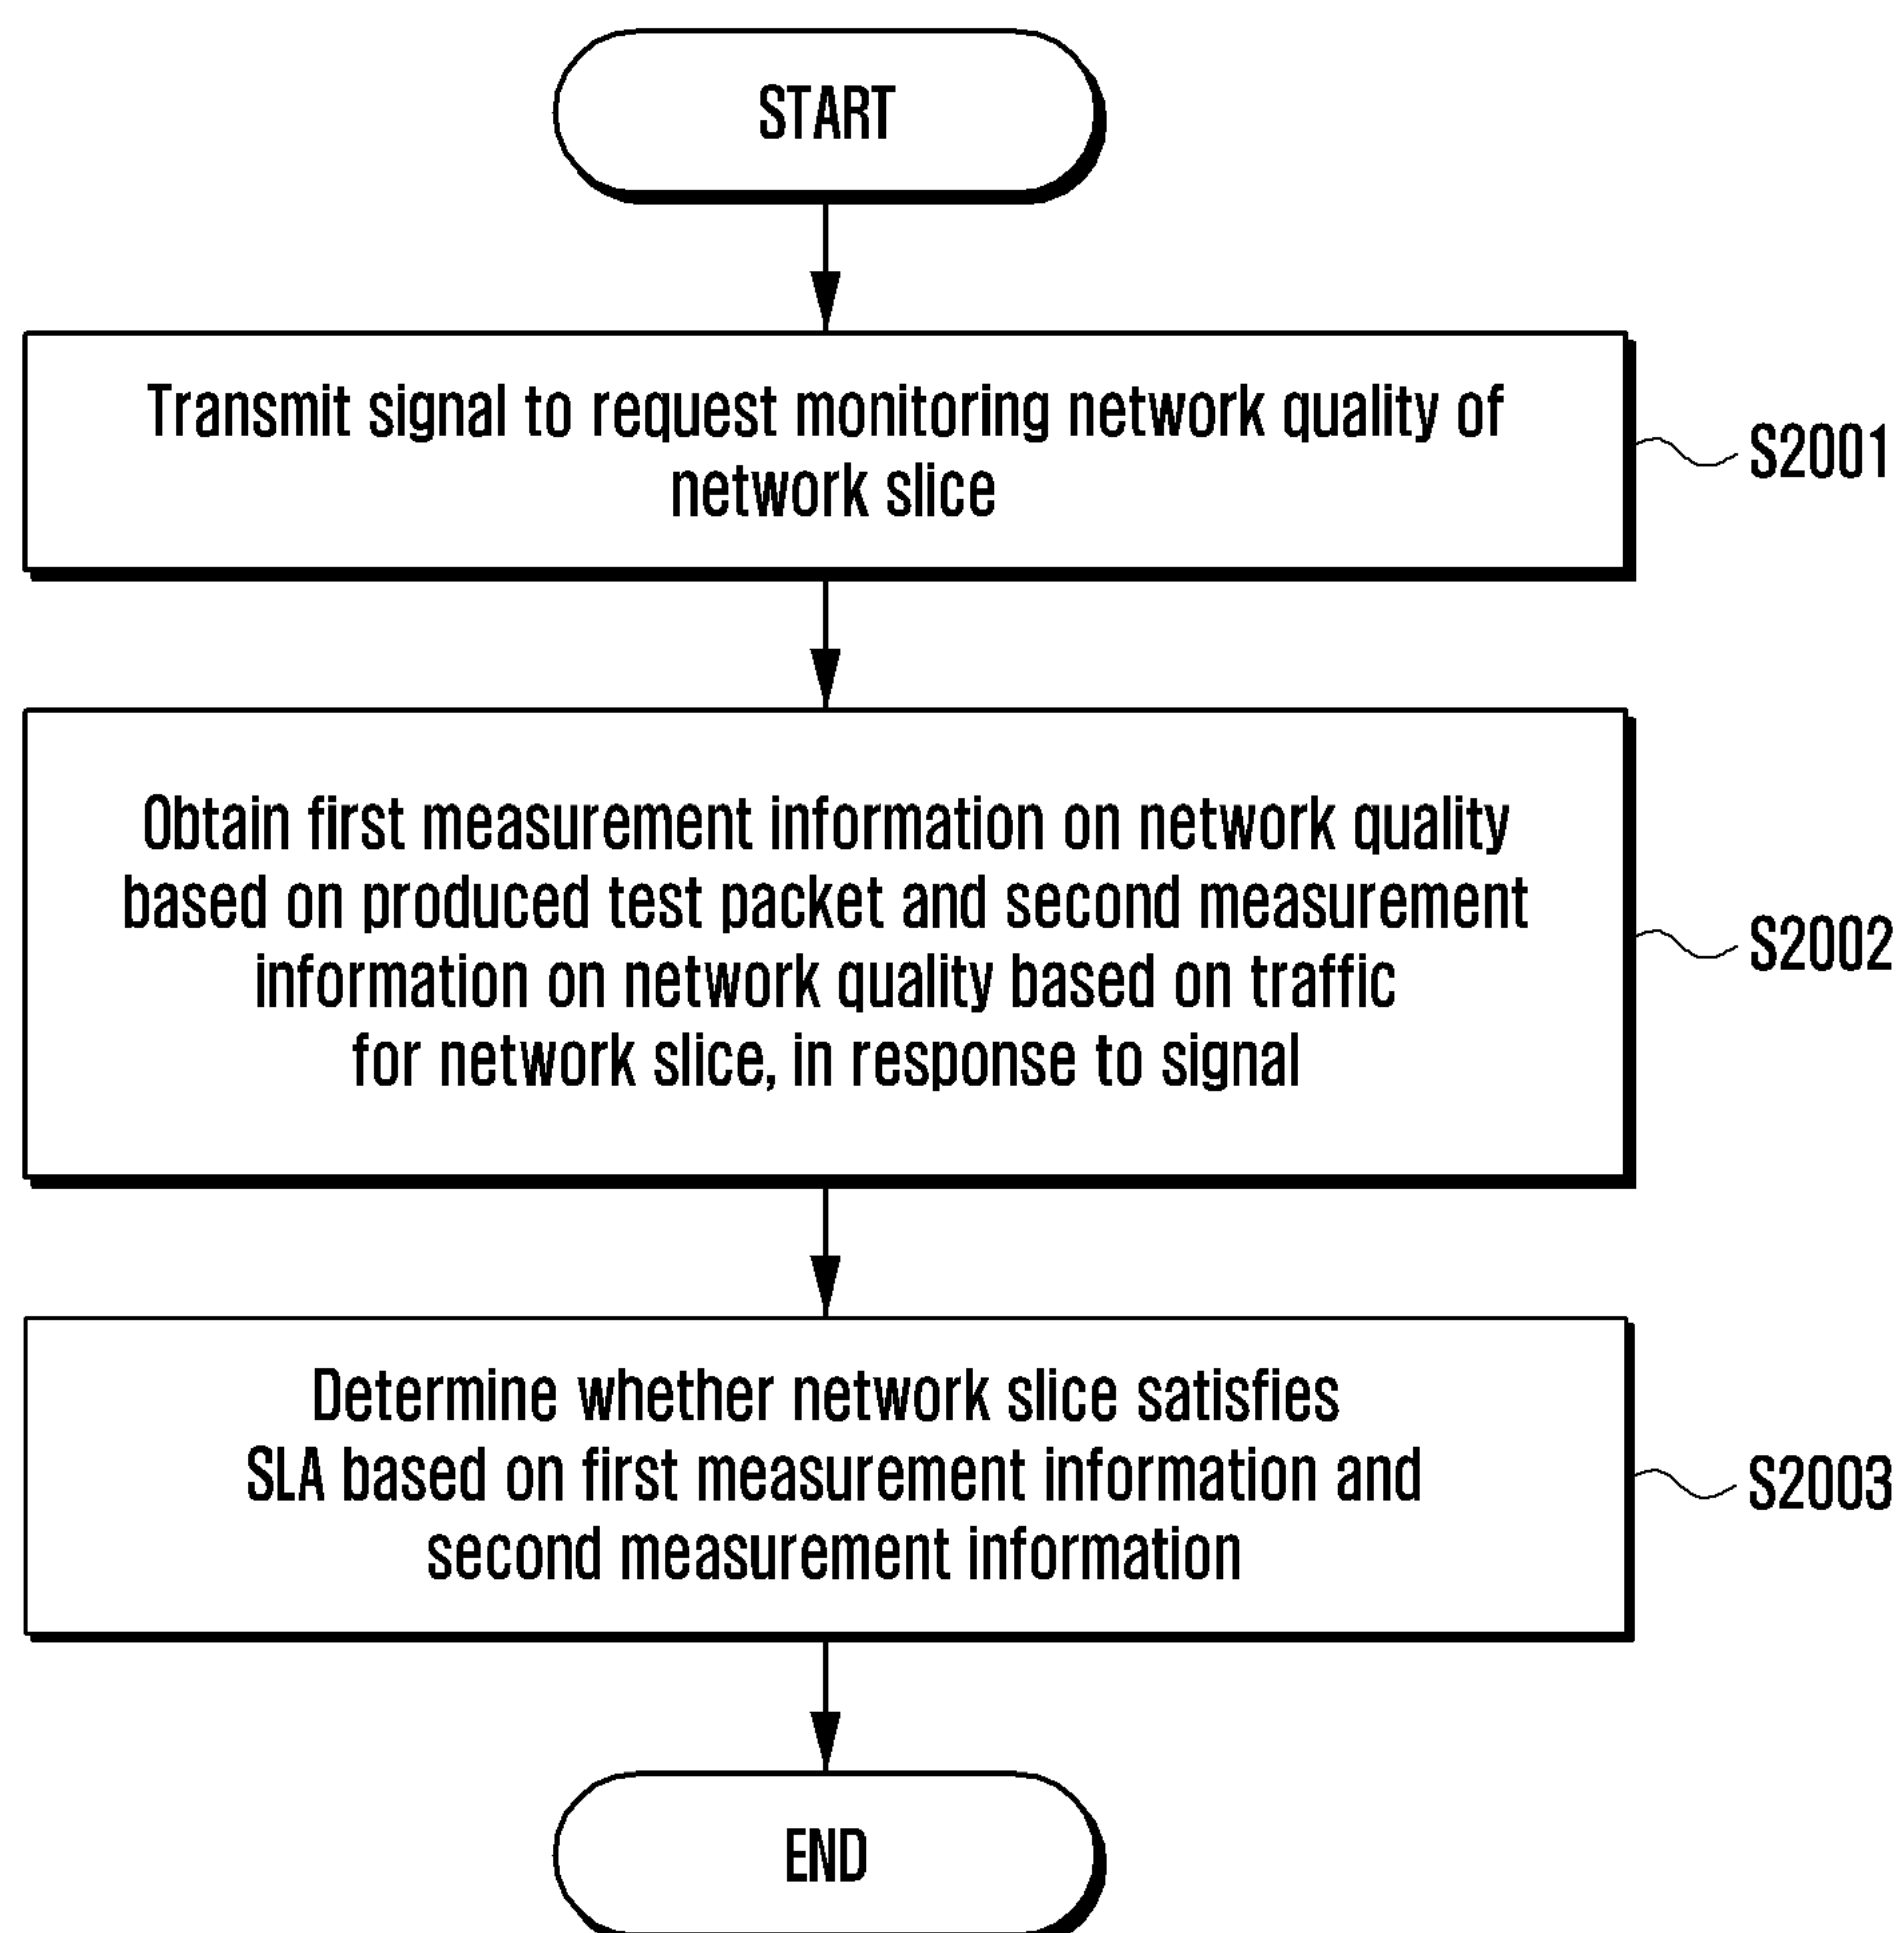 START
Transmit signal to request monitoring network quality of
network slice
S2001
Obtain first measurement information on network quality
based on produced test packet and second measurement
information on network quality based on traffic
for network slice, in response to signal
S2002
Determine whether network slice satisfies
SLA based on first measurement information and
second measurement information
S2003
END